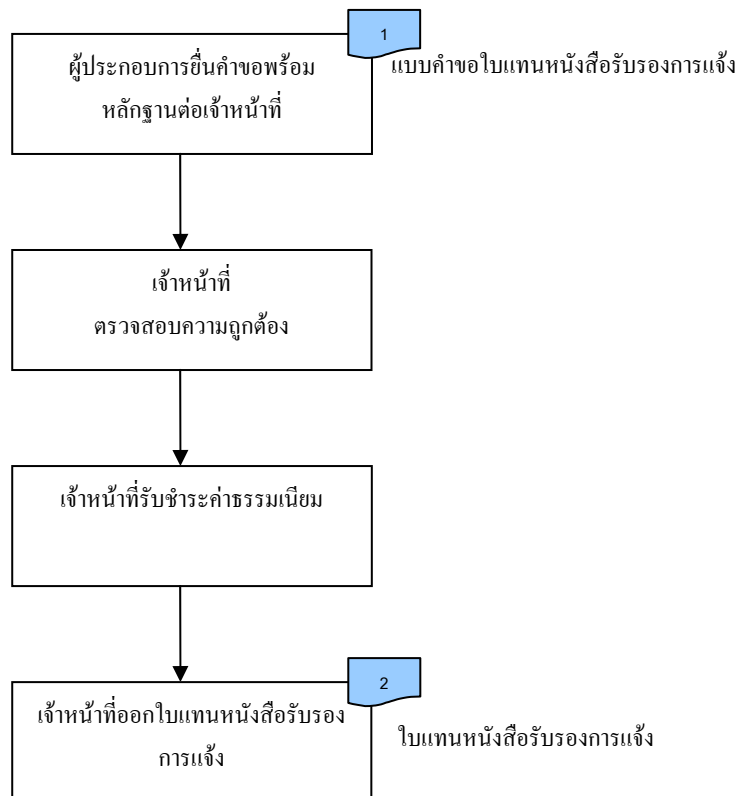 1
ผู้ประกอบการยื่นคำขอพร้อม
หลักฐานต่อเจ้าหน้าที่
แบบคำขอใบแทนหนังสือรับรองการแจ้ง
เจ้าหน้าที่
ตรวจสอบความถูกต้อง
เจ้าหน้าที่รับชำระค่าธรรมเนียม
2
เจ้าหน้าที่ออกใบแทนหนังสือรับรอง
การแจ้ง
ใบแทนหนังสือรับรองการแจ้ง